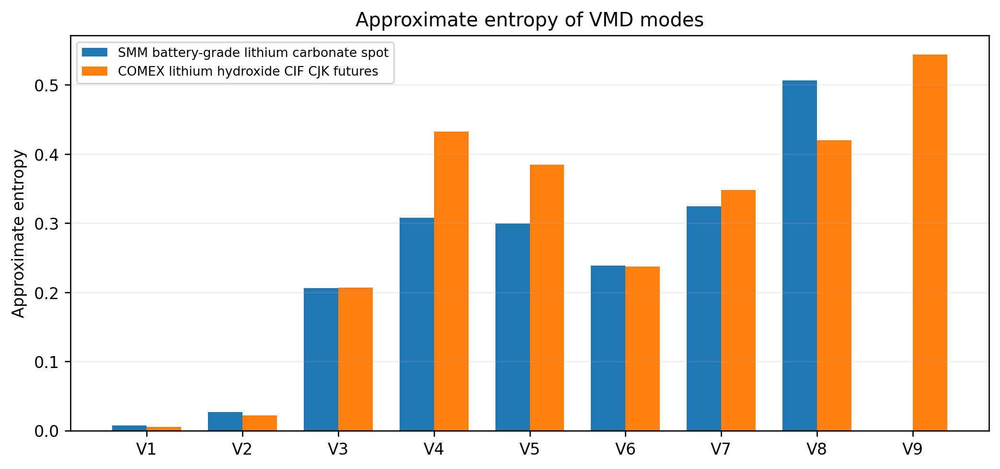 Approximate entropy of VMD modes
SMM battery-grade lithium carbonate spot
COMEX lithium hydroxide CIF CJK futures
Approximate entropy
0.5
0.4
0.3
0.2
0.1
0.0
V1 V2 V3 V4 V5 V6 V7 V8 V9